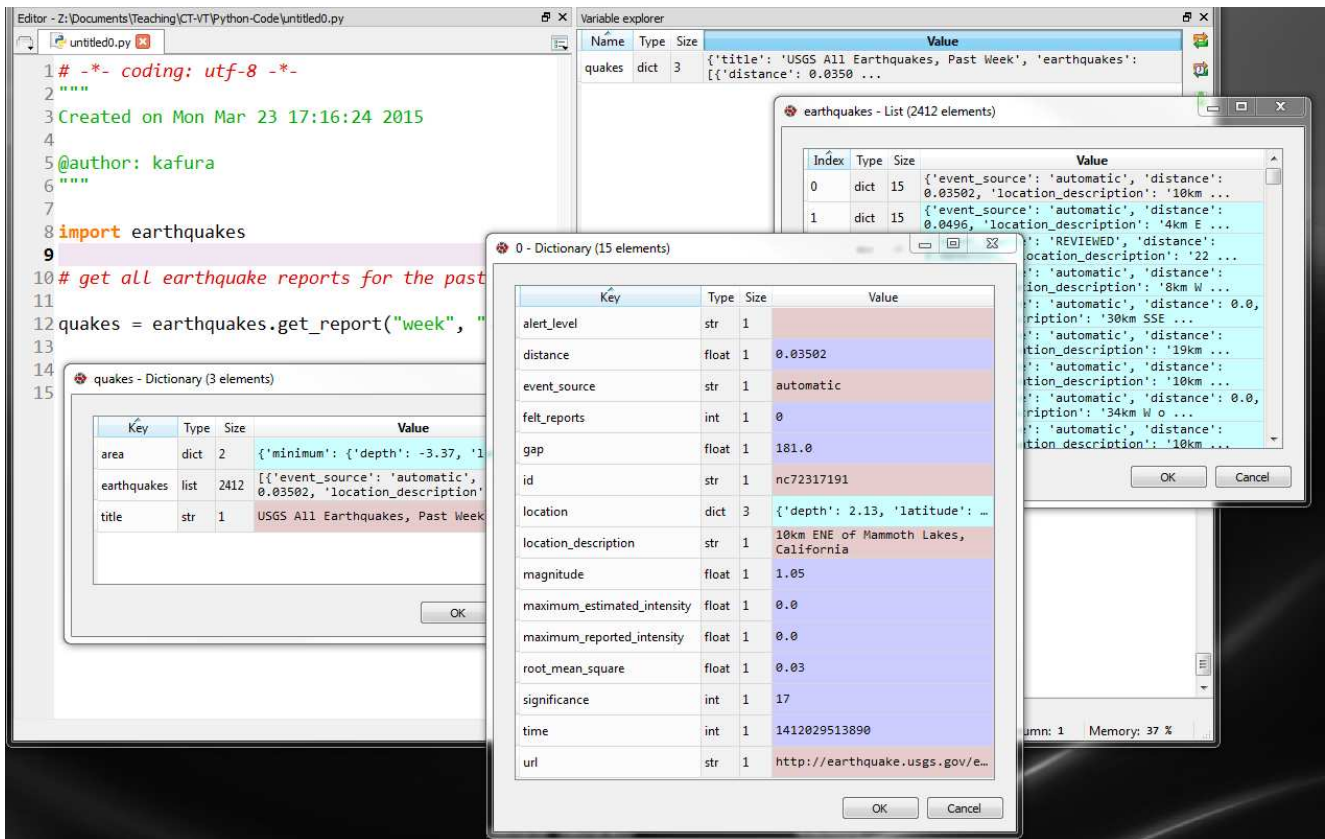 Editor - Z:\Documents\Teaching\CT-VT\Python-Code\untitled0.py
untitled0.py
1 # -*- coding: utf-8 -*-
2 """
3 Created on Mon Mar 23 17:16:24 2015
4
5 @author: kafura
6 """
7
8 import earthquakes
9
10 # get all earthquake reports for the past
11
12 quakes = earthquakes.get_report("week", "
13
14
15
Variable explorer
Name Type Size Value
quakes dict 3 {'title': 'USGS All Earthquakes, Past Week', 'earthquakes':
[{'distance': 0.0350 ...
earthquakes - List (2412 elements)
Index Type Size Value
0 dict 15 {'event_source': 'automatic', 'distance':
0.03502, 'location_description': '10km ...
1 dict 15 {'event_source': 'automatic', 'distance':
0.0496, 'location_description': '4km E ...
': 'REVIEWED', 'distance':
ocation_description': '22 ...
': 'automatic', 'distance':
ion_description': '8km W ...
': 'automatic', 'distance': 0.0,
ription': '30km SSE ...
': 'automatic', 'distance':
tion_description': '19km ...
': 'automatic', 'distance':
tion_description': '10km ...
': 'automatic', 'distance': 0.0,
ription': '34km W o ...
': 'automatic', 'distance':
tion_description': '10km ...
OK Cancel
quakes - Dictionary (3 elements)
Key Type Size Value
area dict 2 {'minimum': {'depth': -3.37, 'l
earthquakes list 2412 [{'event_source': 'automatic',
0.03502, 'location_description'
title str 1 USGS All Earthquakes, Past Week
OK
0 - Dictionary (15 elements)
Key Type Size Value
alert_level str 1
distance float 1 0.03502
event_source str 1 automatic
felt_reports int 1 0
gap float 1 181.0
id str 1 nc72317191
location dict 3 {'depth': 2.13, 'latitude': …
location_description str 1 10km ENE of Mammoth Lakes,
California
magnitude float 1 1.05
maximum_estimated_intensity float 1 0.0
maximum_reported_intensity float 1 0.0
root_mean_square float 1 0.03
significance int 1 17
time int 1 1412029513890
url str 1 http://earthquake.usgs.gov/e…
OK Cancel
umn: 1 Memory: 37 %